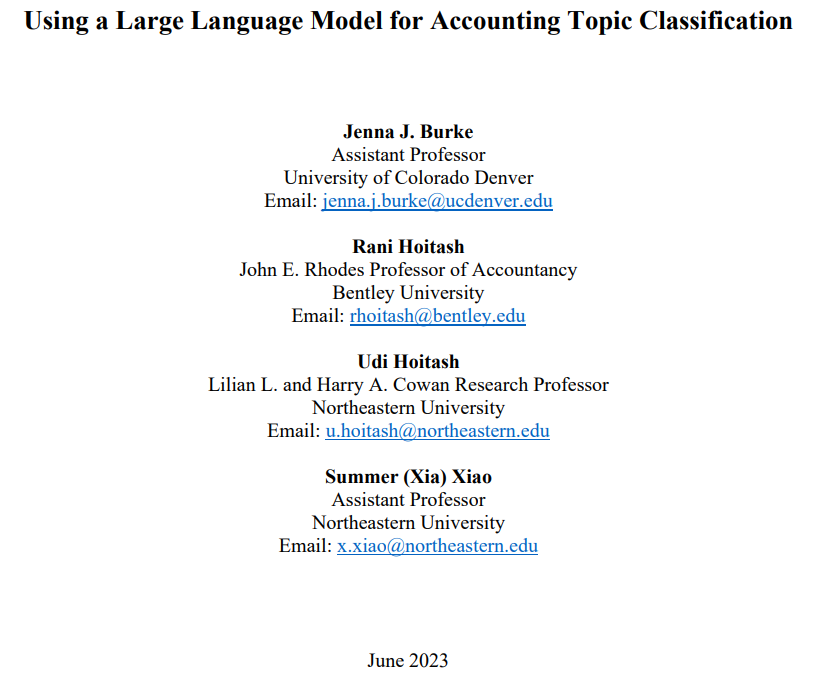 Using a Large Language Model for Accounting Topic Classification
Jenna J. Burke
Assistant Professor
University of Colorado Denver
Email: jenna.j.burke@ucdenver.edu
Rani Hoitash
John E. Rhodes Professor of Accountancy
Bentley University
Email: rhoitash@bentley.edu
Udi Hoitash
Lilian L. and Harry A. Cowan Research Professor
Northeastern University
Email: u.hoitash@northeastern.edu
Summer (Xia) Xiao
Assistant Professor
Northeastern University
Email: x.xiao@northeastern.edu
June 2023